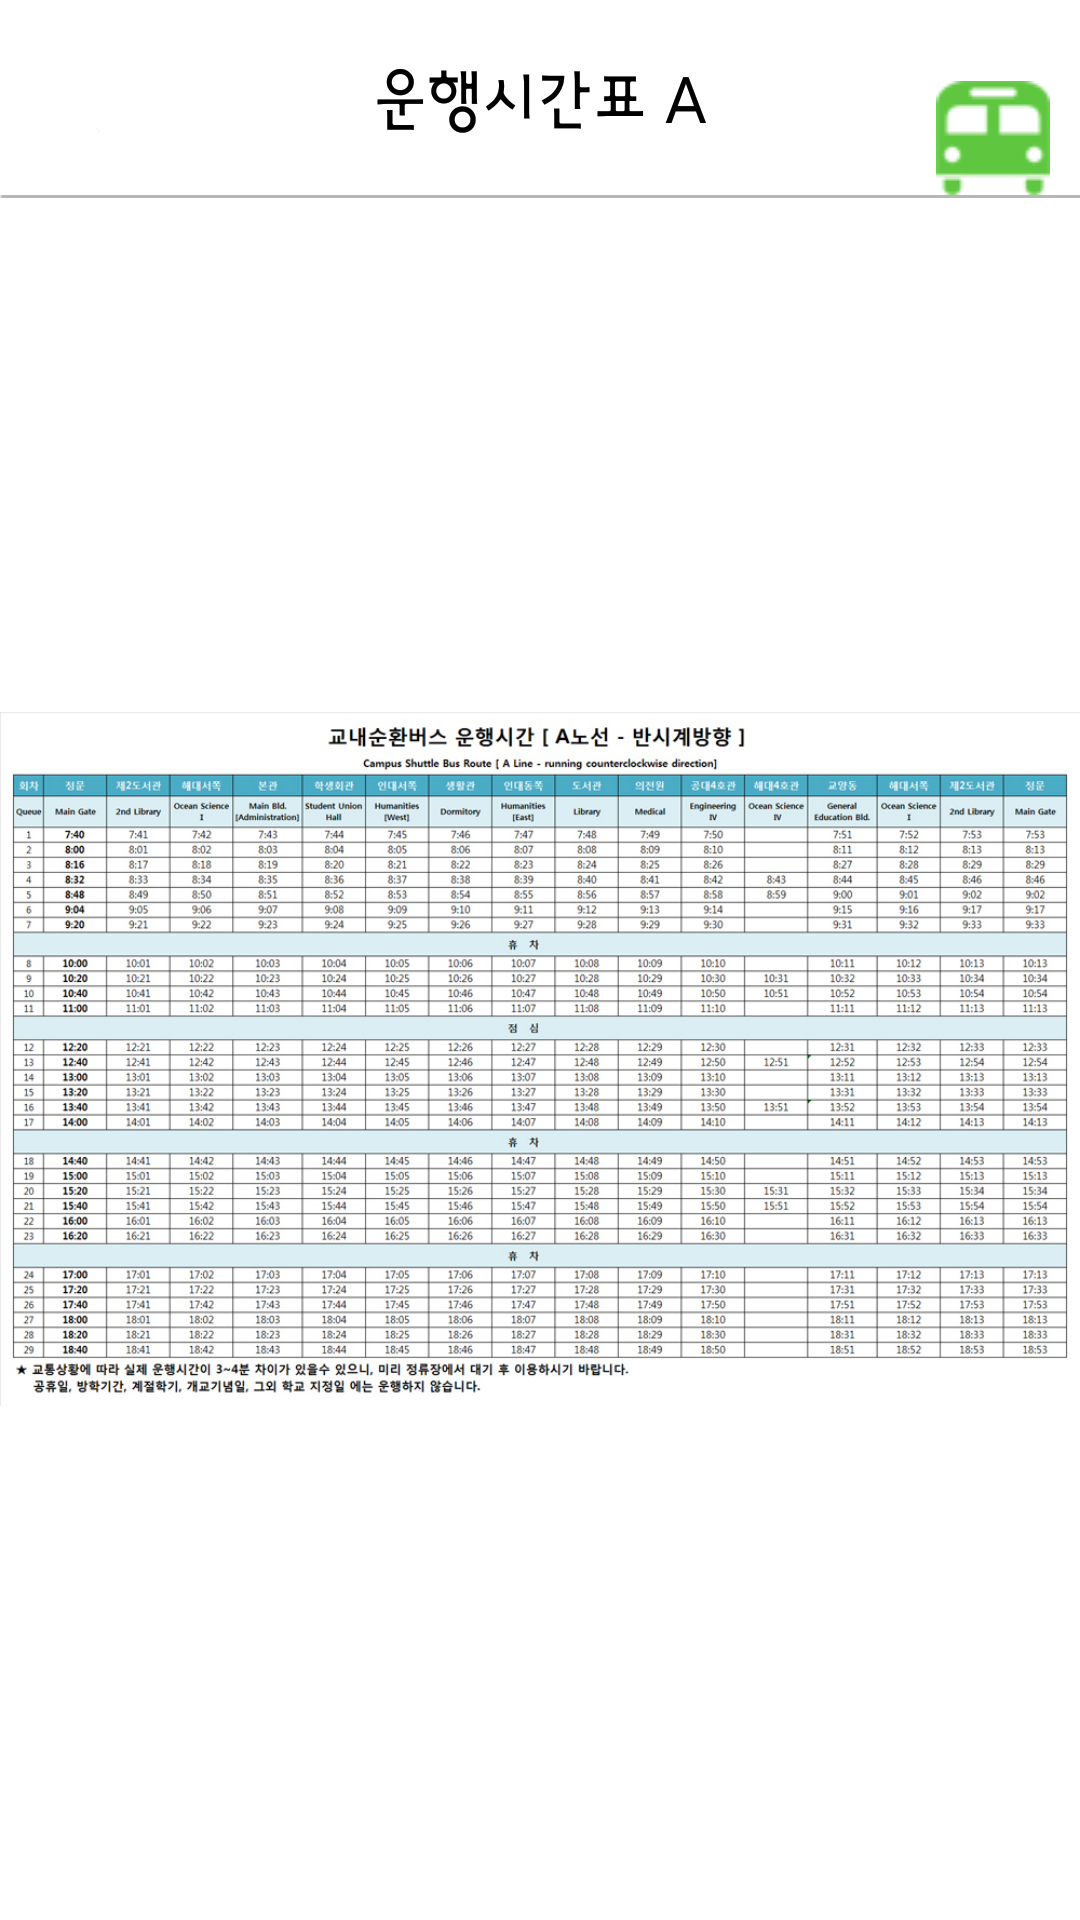 운행시간표 A
교내순환버스 운행시간 [ A노선 - 반시계방향 ]
Campus Shuttle Bus Route [ A Line - running counterclockwise direction]
회차 정문 제2도서관 해대서쪽 본관 학생회관 인대서쪽 생활관 인대동쪽 도서관 의전원 공대4호관 해대4호관 교양동 해대서쪽 제2도서관 정문
Queue Main Gate 2nd Library Ocean Science I Main Bld. [Administration] Student Union Hall Humanities [West] Dormitory Humanities [East] Library Medical Engineering IV Ocean Science IV General Education Bld. Ocean Science I 2nd Library Main Gate
1 7:40 7:41 7:42 7:43 7:44 7:45 7:46 7:47 7:48 7:49 7:50 7:51 7:52 7:53 7:53
2 8:00 8:01 8:02 8:03 8:04 8:05 8:06 8:07 8:08 8:09 8:10 8:11 8:12 8:13 8:13
3 8:16 8:17 8:18 8:19 8:20 8:21 8:22 8:23 8:24 8:25 8:26 8:27 8:28 8:29 8:29
4 8:32 8:33 8:34 8:35 8:36 8:37 8:38 8:39 8:40 8:41 8:42 8:43 8:44 8:45 8:46 8:46
5 8:48 8:49 8:50 8:51 8:52 8:53 8:54 8:55 8:56 8:57 8:58 8:59 9:00 9:01 9:02 9:02
6 9:04 9:05 9:06 9:07 9:08 9:09 9:10 9:11 9:12 9:13 9:14 9:15 9:16 9:17 9:17
7 9:20 9:21 9:22 9:23 9:24 9:25 9:26 9:27 9:28 9:29 9:30 9:31 9:32 9:33 9:33
휴 차
8 10:00 10:01 10:02 10:03 10:04 10:05 10:06 10:07 10:08 10:09 10:10 10:11 10:12 10:13 10:13
9 10:20 10:21 10:22 10:23 10:24 10:25 10:26 10:27 10:28 10:29 10:30 10:31 10:32 10:33 10:34 10:34
10 10:40 10:41 10:42 10:43 10:44 10:45 10:46 10:47 10:48 10:49 10:50 10:51 10:52 10:53 10:54 10:54
11 11:00 11:01 11:02 11:03 11:04 11:05 11:06 11:07 11:08 11:09 11:10 11:11 11:12 11:13 11:13
점 심
12 12:20 12:21 12:22 12:23 12:24 12:25 12:26 12:27 12:28 12:29 12:30 12:31 12:32 12:33 12:33
13 12:40 12:41 12:42 12:43 12:44 12:45 12:46 12:47 12:48 12:49 12:50 12:51 12:52 12:53 12:54 12:54
14 13:00 13:01 13:02 13:03 13:04 13:05 13:06 13:07 13:08 13:09 13:10 13:11 13:12 13:13 13:13
15 13:20 13:21 13:22 13:23 13:24 13:25 13:26 13:27 13:28 13:29 13:30 13:31 13:32 13:33 13:33
16 13:40 13:41 13:42 13:43 13:44 13:45 13:46 13:47 13:48 13:49 13:50 13:51 13:52 13:53 13:54 13:54
17 14:00 14:01 14:02 14:03 14:04 14:05 14:06 14:07 14:08 14:09 14:10 14:11 14:12 14:13 14:13
휴 차
18 14:40 14:41 14:42 14:43 14:44 14:45 14:46 14:47 14:48 14:49 14:50 14:51 14:52 14:53 14:53
19 15:00 15:01 15:02 15:03 15:04 15:05 15:06 15:07 15:08 15:09 15:10 15:11 15:12 15:13 15:13
20 15:20 15:21 15:22 15:23 15:24 15:25 15:26 15:27 15:28 15:29 15:30 15:31 15:32 15:33 15:34 15:34
21 15:40 15:41 15:42 15:43 15:44 15:45 15:46 15:47 15:48 15:49 15:50 15:51 15:52 15:53 15:54 15:54
22 16:00 16:01 16:02 16:03 16:04 16:05 16:06 16:07 16:08 16:09 16:10 16:11 16:12 16:13 16:13
23 16:20 16:21 16:22 16:23 16:24 16:25 16:26 16:27 16:28 16:29 16:30 16:31 16:32 16:33 16:33
휴 차
24 17:00 17:01 17:02 17:03 17:04 17:05 17:06 17:07 17:08 17:09 17:10 17:11 17:12 17:13 17:13
25 17:20 17:21 17:22 17:23 17:24 17:25 17:26 17:27 17:28 17:29 17:30 17:31 17:32 17:33 17:33
26 17:40 17:41 17:42 17:43 17:44 17:45 17:46 17:47 17:48 17:49 17:50 17:51 17:52 17:53 17:53
27 18:00 18:01 18:02 18:03 18:04 18:05 18:06 18:07 18:08 18:09 18:10 18:11 18:12 18:13 18:13
28 18:20 18:21 18:22 18:23 18:24 18:25 18:26 18:27 18:28 18:29 18:30 18:31 18:32 18:33 18:33
29 18:40 18:41 18:42 18:43 18:44 18:45 18:46 18:47 18:48 18:49 18:50 18:51 18:52 18:53 18:53
★ 교통상황에 따라 실제 운행시간이 3~4분 차이가 있을수 있으니, 미리 정류장에서 대기 후 이용하시기 바랍니다.
공휴일, 방학기간, 계절학기, 개교기념일, 그외 학교 지정일 에는 운행하지 않습니다.